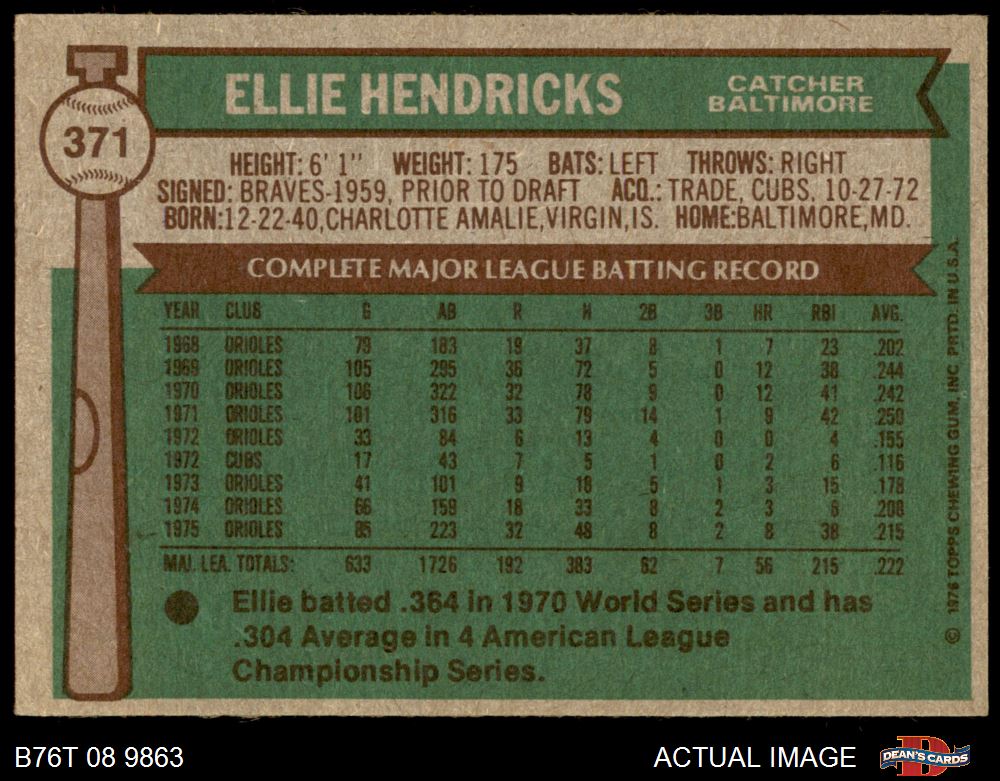 371
ELLIE HENDRICKS
CATCHER
BALTIMORE
HEIGHT: 6' 1" WEIGHT: 175 BATS: LEFT THROWS: RIGHT
SIGNED: BRAVES-1959, PRIOR TO DRAFT ACQ.: TRADE, CUBS, 10-27-72
BORN:12-22-40,CHARLOTTE AMALIE,VIRGIN,IS. HOME:BALTIMORE,MD.
COMPLETE MAJOR LEAGUE BATTING RECORD
YEAR CLUB G AB R H 2B 3B HR RBI AVG.
1968 ORIOLES 79 183 19 37 8 1 7 23 .202
1969 ORIOLES 105 295 36 72 5 0 12 38 .244
1970 ORIOLES 106 322 32 78 9 0 12 41 .242
1971 ORIOLES 101 316 33 79 14 1 9 42 .250
1972 ORIOLES 33 84 6 13 4 0 0 4 .155
1972 CUBS 17 43 7 5 1 0 2 6 .116
1973 ORIOLES 41 101 9 18 5 1 3 15 .178
1974 ORIOLES 66 159 18 33 8 2 3 8 .208
1975 ORIOLES 85 223 32 48 8 2 8 38 .215
MAJ. LEA. TOTALS: 633 1726 192 383 62 7 56 215 .222
Ellie batted .364 in 1970 World Series and has
.304 Average in 4 American League
Championship Series.
© 1976 TOPPS CHEWING GUM, INC. PRTD. IN U.S.A.
B76T 08 9863
ACTUAL IMAGE
DEAN'S CARDS